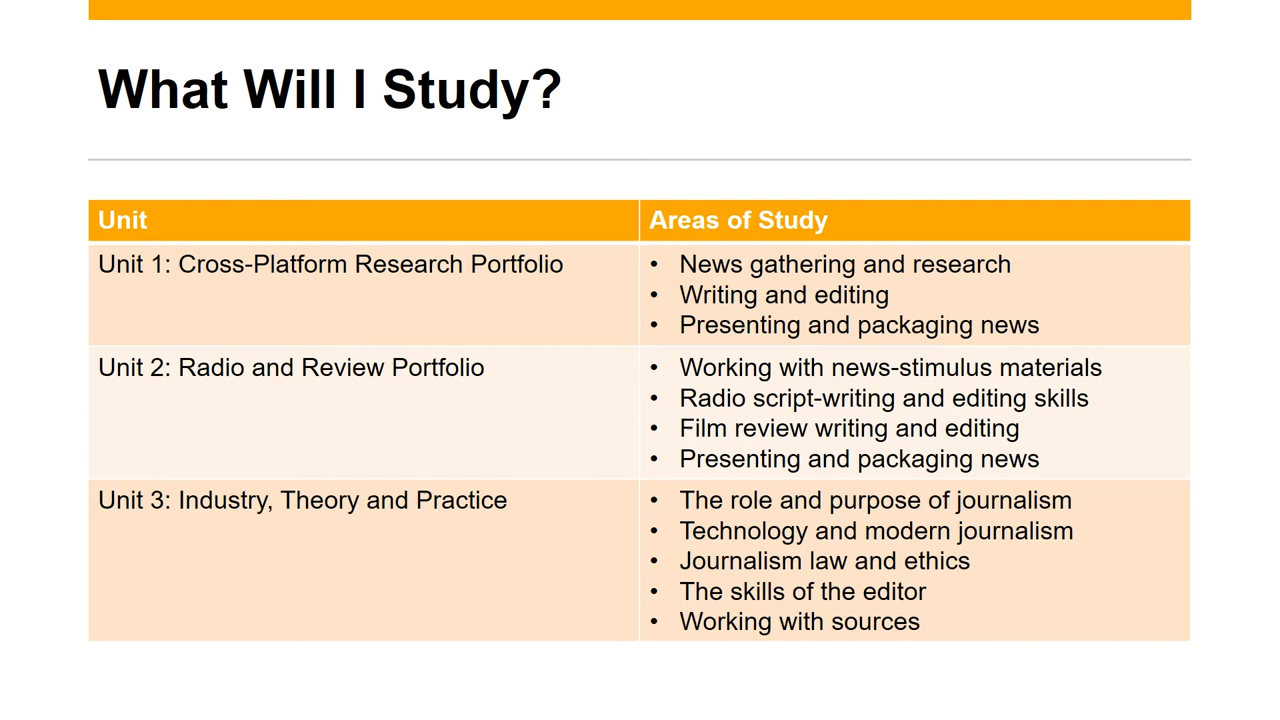 What Will I Study?
Unit
Areas of Study
Unit 1: Cross-Platform Research Portfolio
• News gathering and research
• Writing and editing
• Presenting and packaging news
Unit 2: Radio and Review Portfolio
• Working with news-stimulus materials
• Radio script-writing and editing skills
• Film review writing and editing
• Presenting and packaging news
Unit 3: Industry, Theory and Practice
• The role and purpose of journalism
• Technology and modern journalism
• Journalism law and ethics
• The skills of the editor
• Working with sources